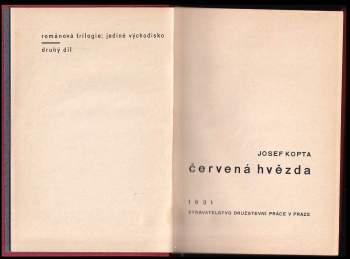 románová trilogie: jediné východisko
druhý díl
JOSEF KOPTA
červená hvězda
1931
VYDAVATELSTVO DRUŽSTEVNÍ PRÁCE V PRAZE